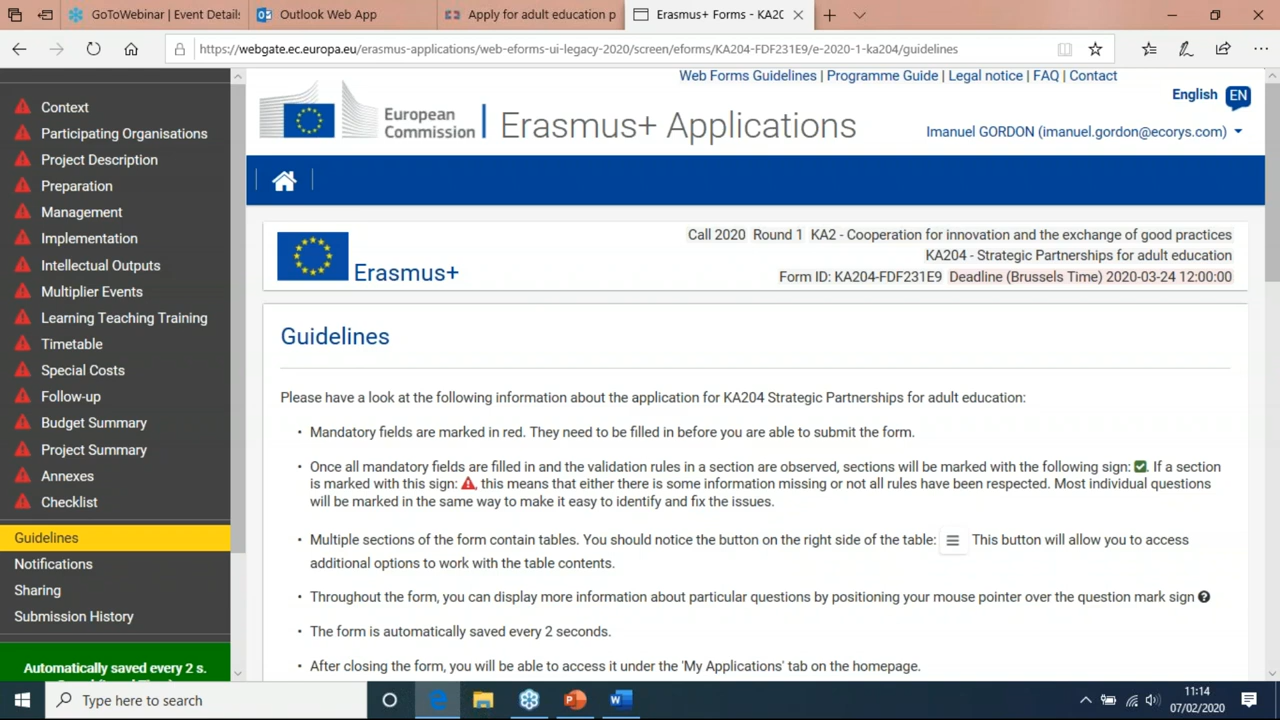 GoToWebinar | Event Details
Outlook Web App
Apply for adult education p
Erasmus+ Forms - KA20
https://webgate.ec.europa.eu/erasmus-applications/web-eforms-ui-legacy-2020/screen/eforms/KA204-FDF231E9/e-2020-1-ka204/guidelines
Context
Participating Organisations
Project Description
Preparation
Management
Implementation
Intellectual Outputs
Multiplier Events
Learning Teaching Training
Timetable
Special Costs
Follow-up
Budget Summary
Project Summary
Annexes
Checklist
Guidelines
Notifications
Sharing
Submission History
Automatically saved every 2 s.
Web Forms Guidelines | Programme Guide | Legal notice | FAQ | Contact
English EN
European
Commission
Erasmus+ Applications
Imanuel GORDON (imanuel.gordon@ecorys.com)
Call 2020 Round 1 KA2 - Cooperation for innovation and the exchange of good practices
KA204 - Strategic Partnerships for adult education
Form ID: KA204-FDF231E9 Deadline (Brussels Time) 2020-03-24 12:00:00
Erasmus+
Guidelines
Please have a look at the following information about the application for KA204 Strategic Partnerships for adult education:
• Mandatory fields are marked in red. They need to be filled in before you are able to submit the form.
• Once all mandatory fields are filled in and the validation rules in a section are observed, sections will be marked with the following sign: . If a section
is marked with this sign: , this means that either there is some information missing or not all rules have been respected. Most individual questions
will be marked in the same way to make it easy to identify and fix the issues.
• Multiple sections of the form contain tables. You should notice the button on the right side of the table: This button will allow you to access
additional options to work with the table contents.
• Throughout the form, you can display more information about particular questions by positioning your mouse pointer over the question mark sign
• The form is automatically saved every 2 seconds.
• After closing the form, you will be able to access it under the 'My Applications' tab on the homepage.
Type here to search
11:14
07/02/2020